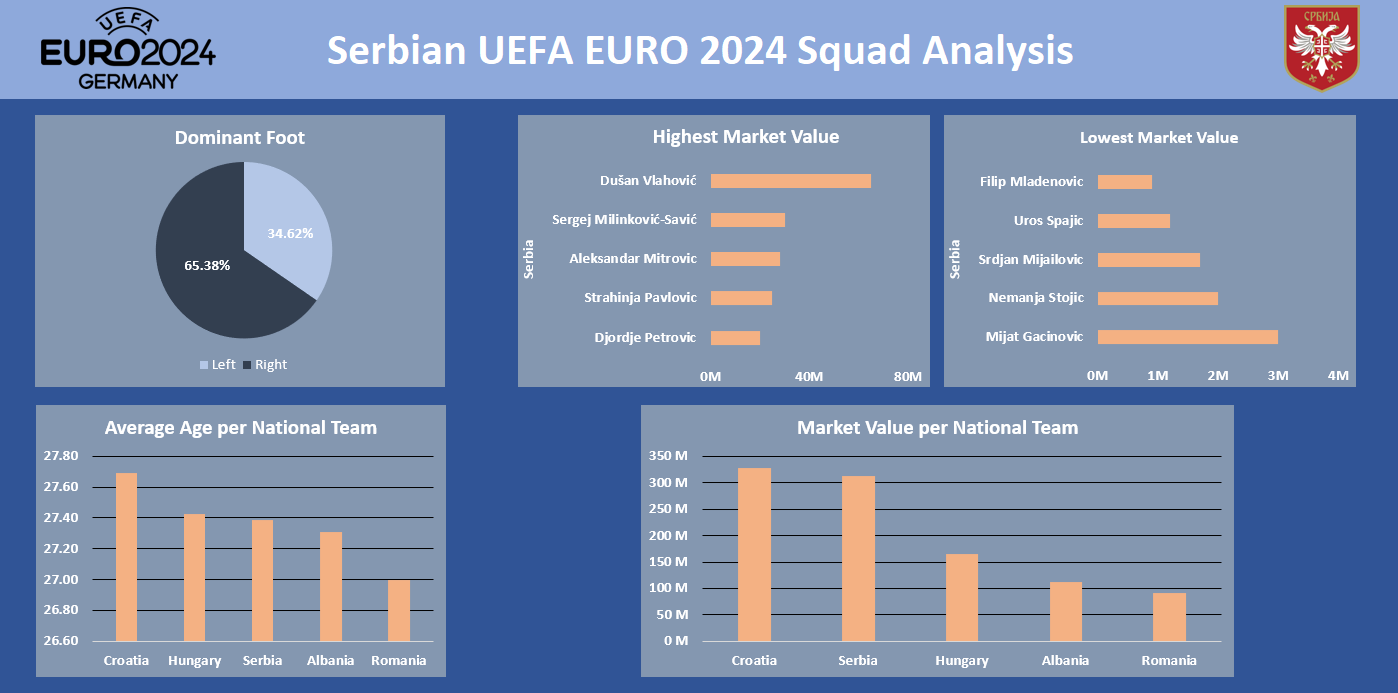 UEFA
EURO2024
GERMANY
Serbian UEFA EURO 2024 Squad Analysis
СРБИЈА
Dominant Foot
34.62%
65.38%
Left Right
Highest Market Value
Serbia
Dušan Vlahović
Sergej Milinković-Savić
Aleksandar Mitrovic
Strahinja Pavlovic
Djordje Petrovic
0M 40M 80M
Lowest Market Value
Serbia
Filip Mladenovic
Uros Spajic
Srdjan Mijailovic
Nemanja Stojic
Mijat Gacinovic
0M 1M 2M 3M 4M
Average Age per National Team
27.80
27.60
27.40
27.20
27.00
26.80
26.60
Croatia Hungary Serbia Albania Romania
Market Value per National Team
350 M
300 M
250 M
200 M
150 M
100 M
50 M
0 M
Croatia Serbia Hungary Albania Romania